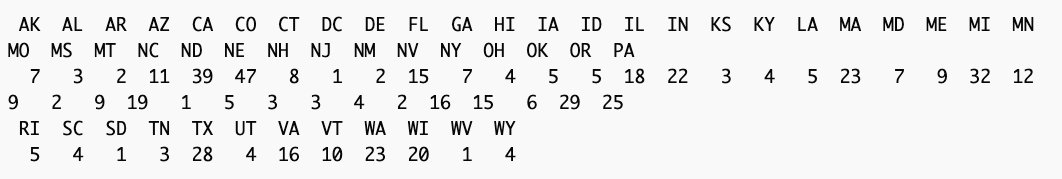 AK AL AR AZ CA CO CT DC DE FL GA HI IA ID IL IN KS KY LA MA MD ME MI MN
MO MS MT NC ND NE NH NJ NM NV NY OH OK OR PA
7 3 2 11 39 47 8 1 2 15 7 4 5 5 18 22 3 4 5 23 7 9 32 12
9 2 9 19 1 5 3 3 4 2 16 15 6 29 25
RI SC SD TN TX UT VA VT WA WI WV WY
5 4 1 3 28 4 16 10 23 20 1 4